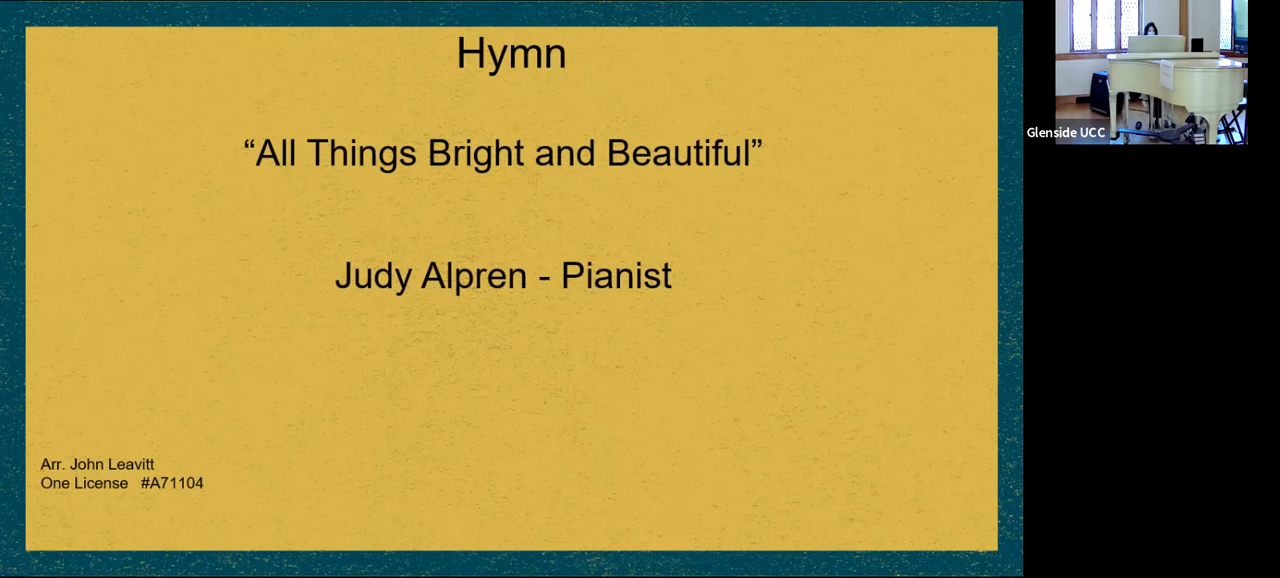 Hymn
“All Things Bright and Beautiful”
Judy Alpren - Pianist
Arr. John Leavitt
One License #A71104
Glenside UCC